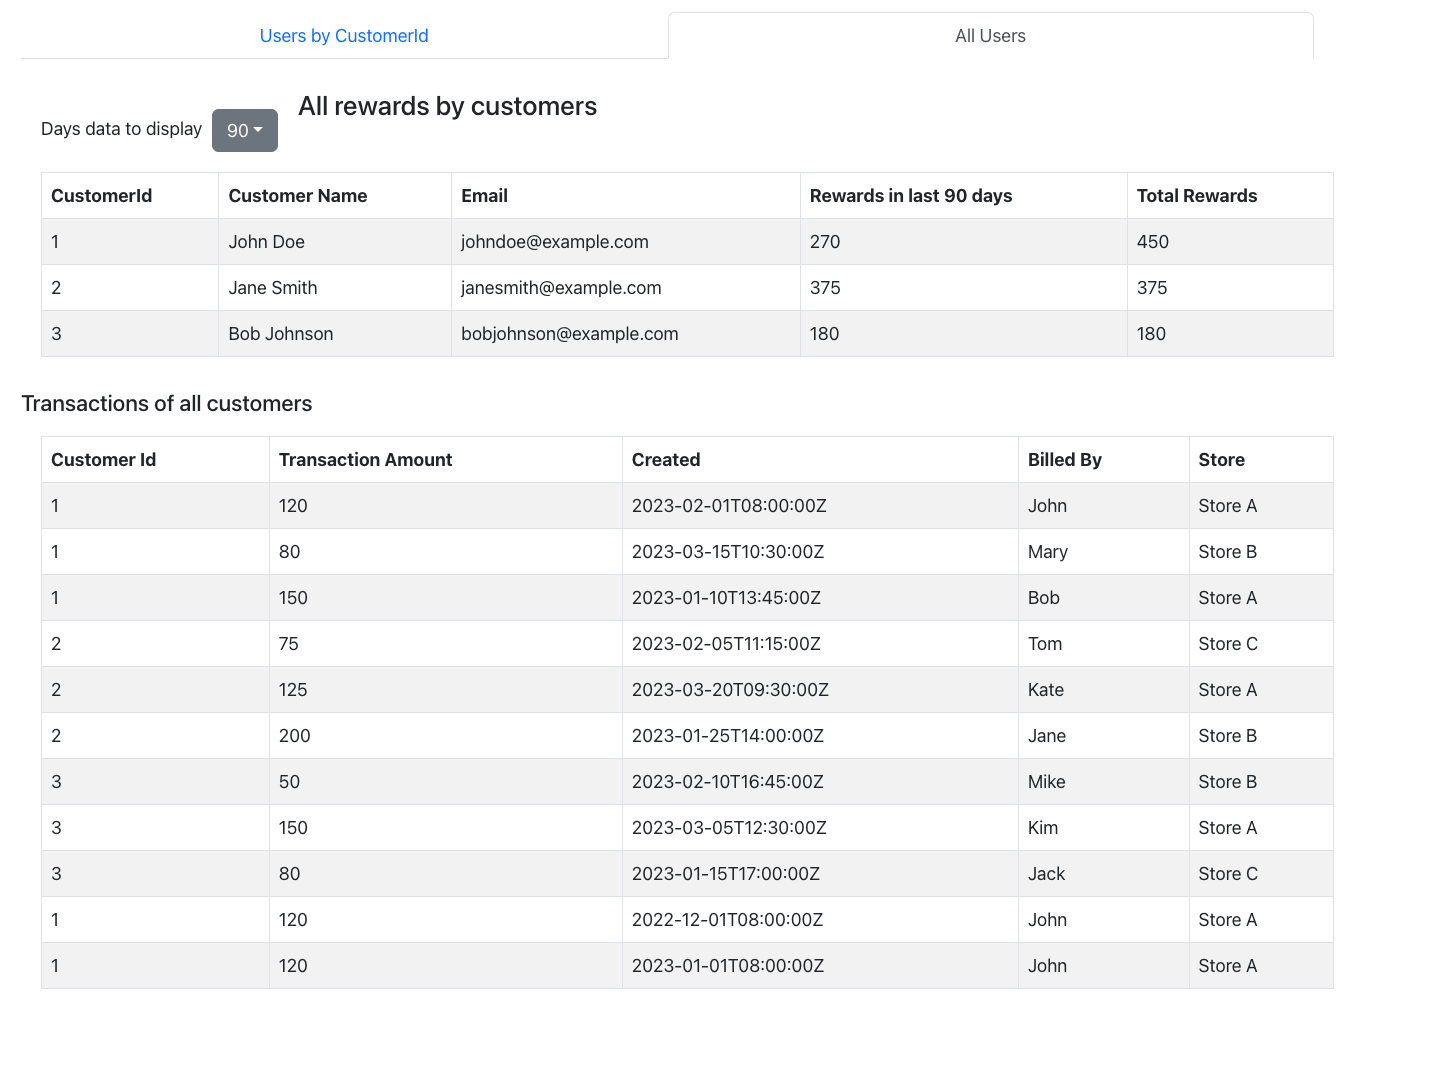 Users by CustomerId All Users
All rewards by customers
Days data to display 90
CustomerId Customer Name Email Rewards in last 90 days Total Rewards
1 John Doe johndoe@example.com 270 450
2 Jane Smith janesmith@example.com 375 375
3 Bob Johnson bobjohnson@example.com 180 180
Transactions of all customers
Customer Id Transaction Amount Created Billed By Store
1 120 2023-02-01T08:00:00Z John Store A
1 80 2023-03-15T10:30:00Z Mary Store B
1 150 2023-01-10T13:45:00Z Bob Store A
2 75 2023-02-05T11:15:00Z Tom Store C
2 125 2023-03-20T09:30:00Z Kate Store A
2 200 2023-01-25T14:00:00Z Jane Store B
3 50 2023-02-10T16:45:00Z Mike Store B
3 150 2023-03-05T12:30:00Z Kim Store A
3 80 2023-01-15T17:00:00Z Jack Store C
1 120 2022-12-01T08:00:00Z John Store A
1 120 2023-01-01T08:00:00Z John Store A